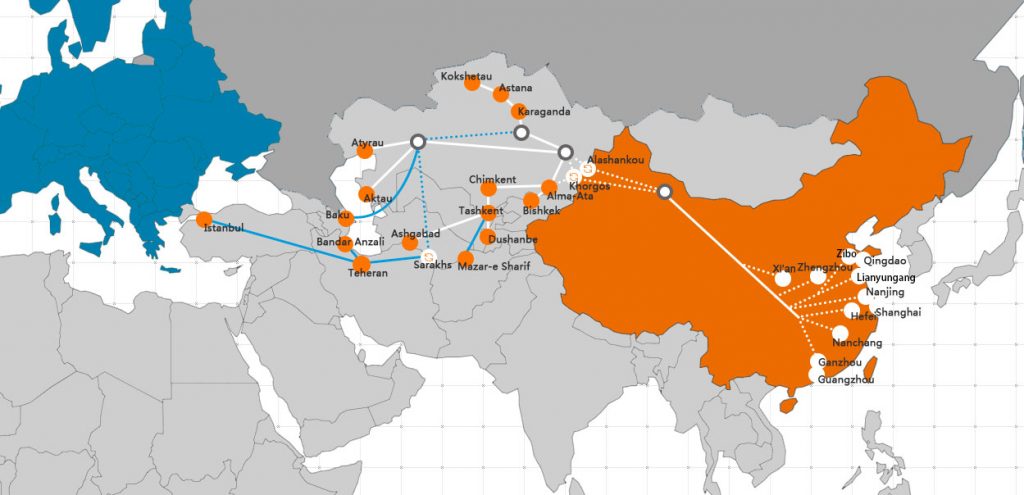 Kokshetau
Astana
Karaganda
Atyrau
Alashankou
Chimkent
Khorgos
Aktau
Alma-Ata
Bishkek
Baku
Tashkent
Istanbul
Ashgabad
Dushanbe
Bandar Anzali
Zibo
Qingdao
Sarakhs
Mazar-e Sharif
Teheran
Xi'an
Zhengzhou
Lianyungang
Nanjing
Hefei
Shanghai
Nanchang
Ganzhou
Guangzhou